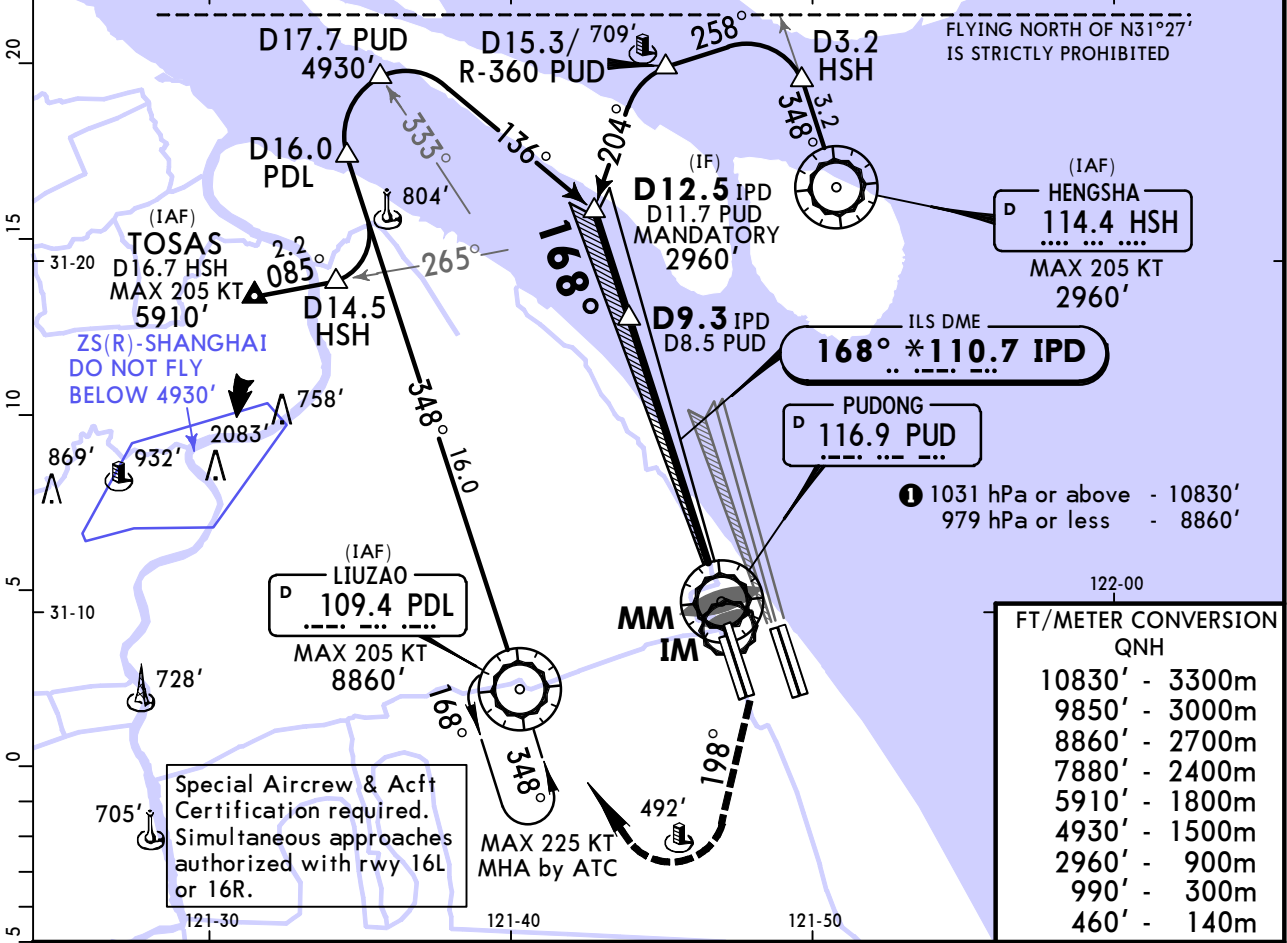 20
15
10
5
0
5
31-20
31-10
D17.7 PUD
4930'
D15.3/
R-360 PUD
709'
258°
D3.2
HSH
FLYING NORTH OF N31°27'
IS STRICTLY PROHIBITED
348°
3.2
204°
333°
136°
D16.0
PDL
804'
(IF)
D12.5 IPD
D11.7 PUD
MANDATORY
2960'
(IAF)
HENGSHA
D 114.4 HSH
MAX 205 KT
2960'
(IAF)
TOSAS
D16.7 HSH
MAX 205 KT
5910'
2.2
085°
265°
D14.5
HSH
168°
D9.3 IPD
D8.5 PUD
ILS DME
168° *110.7 IPD
PUDONG
D 116.9 PUD
ZS(R)-SHANGHAI
DO NOT FLY
BELOW 4930'
758'
2083'
869'
932'
348°
16.0
1 1031 hPa or above - 10830'
979 hPa or less - 8860'
(IAF)
LIUZAO
D 109.4 PDL
MAX 205 KT
8860'
MM
IM
122-00
168°
348°
MAX 225 KT
MHA by ATC
198°
492'
728'
705'
Special Aircrew & Acft
Certification required.
Simultaneous approaches
authorized with rwy 16L
or 16R.
121-30
121-40
121-50
FT/METER CONVERSION
QNH
10830' - 3300m
9850' - 3000m
8860' - 2700m
7880' - 2400m
5910' - 1800m
4930' - 1500m
2960' - 900m
990' - 300m
460' - 140m